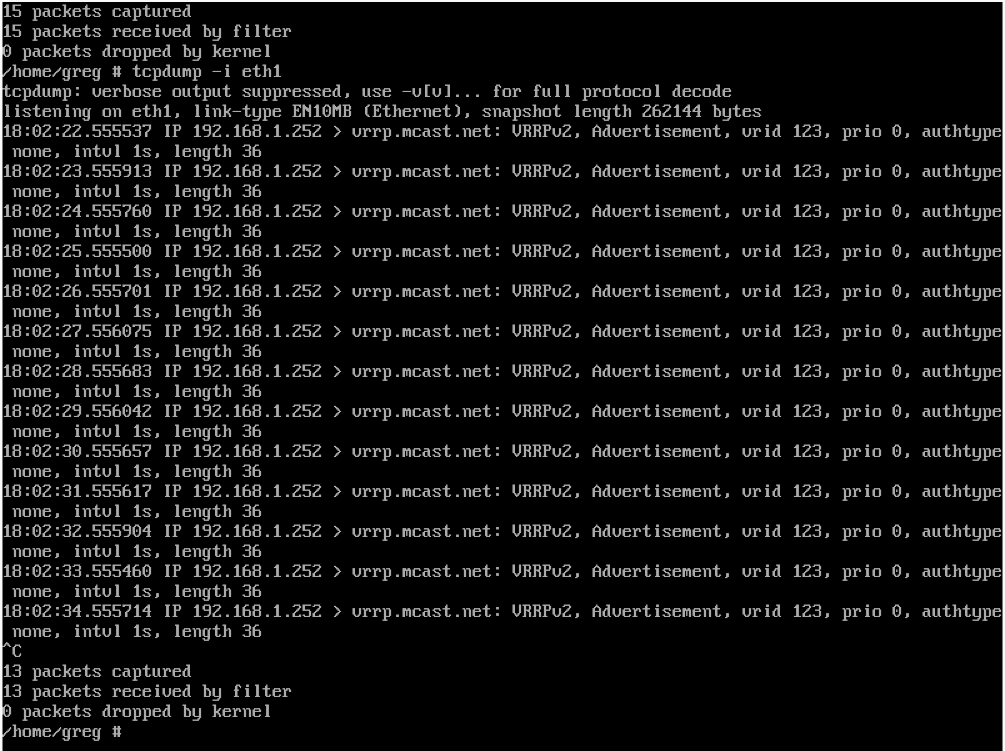 15 packets captured
15 packets received by filter
0 packets dropped by kernel
/home/greg # tcpdump -i eth1
tcpdump: verbose output suppressed, use -v[v]... for full protocol decode
listening on eth1, link-type EN10MB (Ethernet), snapshot length 262144 bytes
18:02:22.555537 IP 192.168.1.252 > vrrp.mcast.net: VRRPv2, Advertisement, vrid 123, prio 0, authtype
 none, intvl 1s, length 36
18:02:23.555913 IP 192.168.1.252 > vrrp.mcast.net: VRRPv2, Advertisement, vrid 123, prio 0, authtype
 none, intvl 1s, length 36
18:02:24.555760 IP 192.168.1.252 > vrrp.mcast.net: VRRPv2, Advertisement, vrid 123, prio 0, authtype
 none, intvl 1s, length 36
18:02:25.555500 IP 192.168.1.252 > vrrp.mcast.net: VRRPv2, Advertisement, vrid 123, prio 0, authtype
 none, intvl 1s, length 36
18:02:26.555701 IP 192.168.1.252 > vrrp.mcast.net: VRRPv2, Advertisement, vrid 123, prio 0, authtype
 none, intvl 1s, length 36
18:02:27.556075 IP 192.168.1.252 > vrrp.mcast.net: VRRPv2, Advertisement, vrid 123, prio 0, authtype
 none, intvl 1s, length 36
18:02:28.555683 IP 192.168.1.252 > vrrp.mcast.net: VRRPv2, Advertisement, vrid 123, prio 0, authtype
 none, intvl 1s, length 36
18:02:29.556042 IP 192.168.1.252 > vrrp.mcast.net: VRRPv2, Advertisement, vrid 123, prio 0, authtype
 none, intvl 1s, length 36
18:02:30.555657 IP 192.168.1.252 > vrrp.mcast.net: VRRPv2, Advertisement, vrid 123, prio 0, authtype
 none, intvl 1s, length 36
18:02:31.555617 IP 192.168.1.252 > vrrp.mcast.net: VRRPv2, Advertisement, vrid 123, prio 0, authtype
 none, intvl 1s, length 36
18:02:32.555904 IP 192.168.1.252 > vrrp.mcast.net: VRRPv2, Advertisement, vrid 123, prio 0, authtype
 none, intvl 1s, length 36
18:02:33.555460 IP 192.168.1.252 > vrrp.mcast.net: VRRPv2, Advertisement, vrid 123, prio 0, authtype
 none, intvl 1s, length 36
18:02:34.555714 IP 192.168.1.252 > vrrp.mcast.net: VRRPv2, Advertisement, vrid 123, prio 0, authtype
 none, intvl 1s, length 36
^C
13 packets captured
13 packets received by filter
0 packets dropped by kernel
/home/greg #